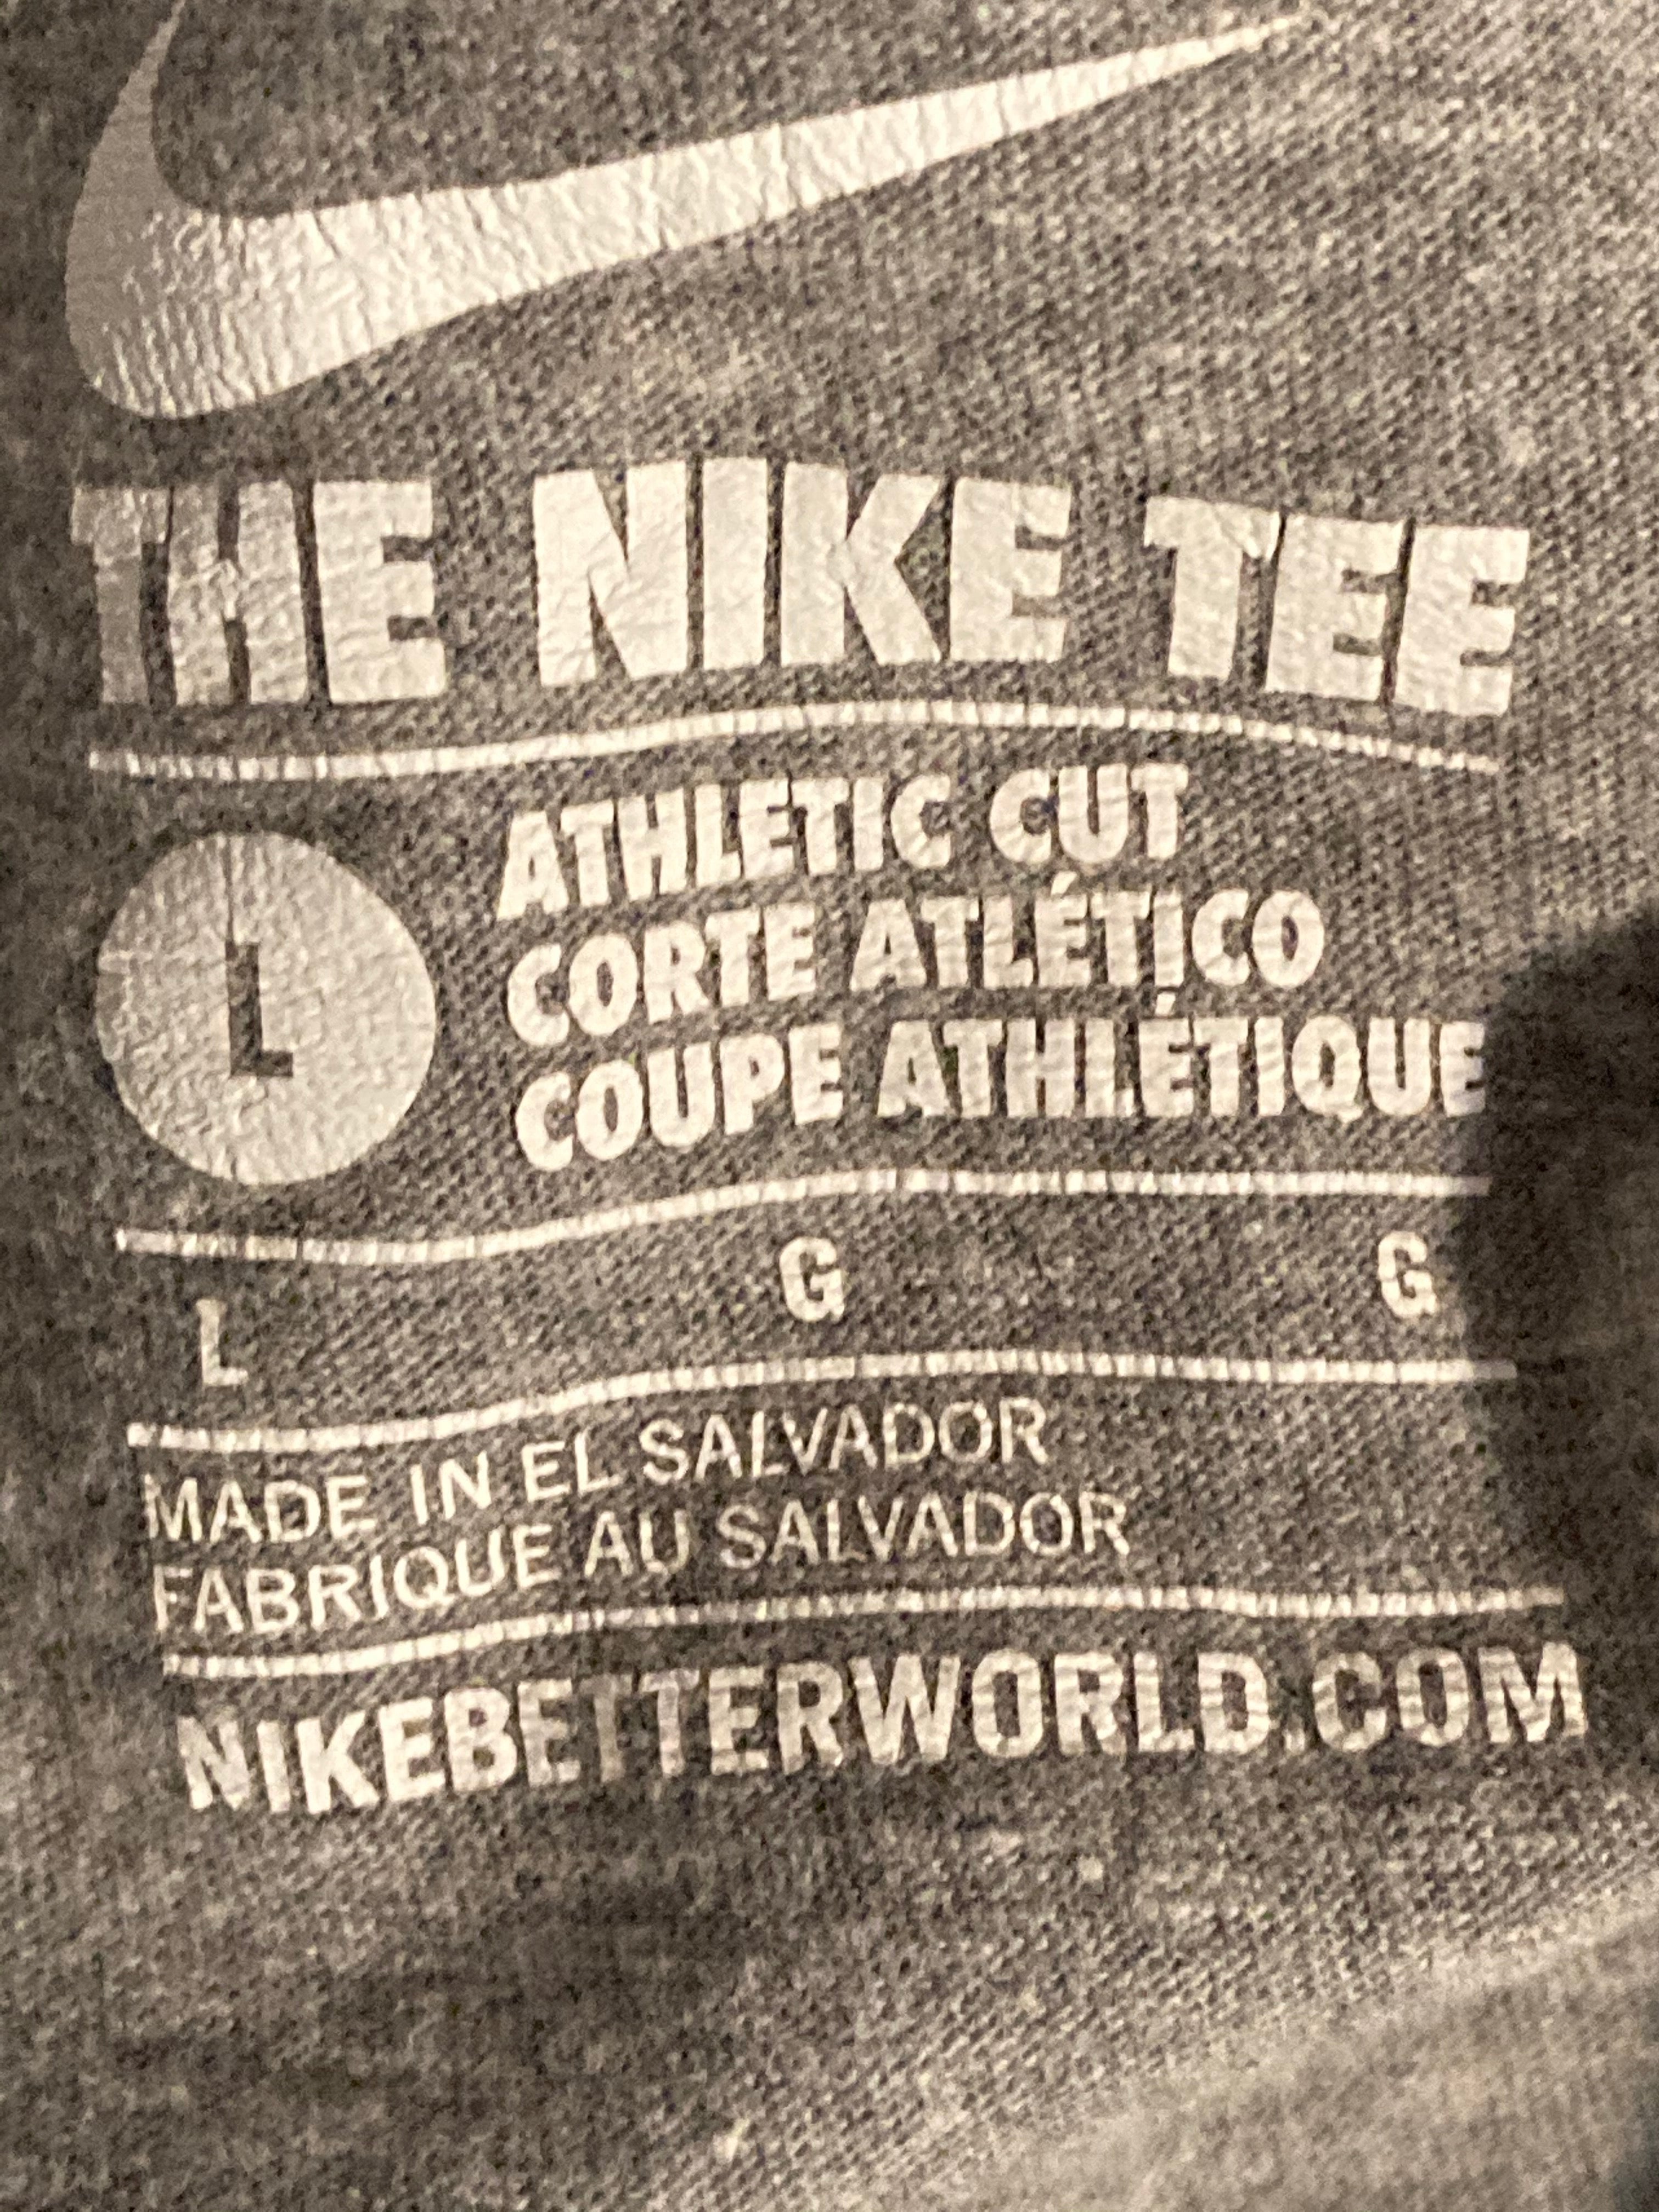 THE NIKE TEE
L
ATHLETIC CUT
CORTE ATLÉTICO
COUPE ATHLÉTIQUE
L G G
MADE IN EL SALVADOR
FABRIQUE AU SALVADOR
NIKEBETTERWORLD.COM